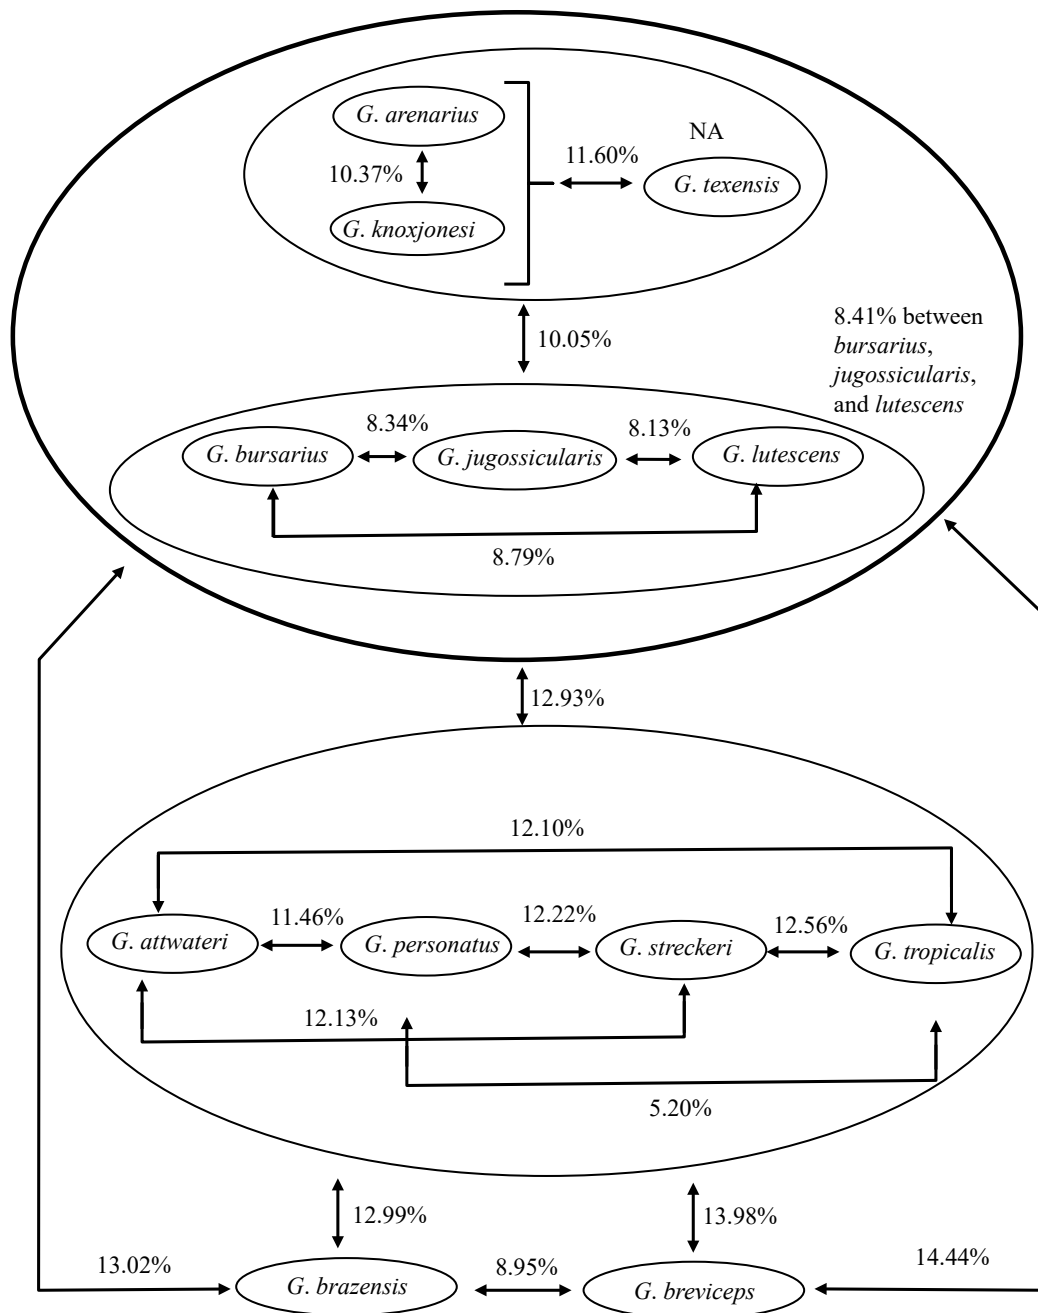 G. arenarius
NA
11.60%
10.37%
G. texensis
G. knoxjonesi
8.41% between
bursarius,
jugossicularis,
and lutescens
10.05%
8.34%
8.13%
G. bursarius
G. jugossicularis
G. lutescens
8.79%
12.93%
12.10%
11.46%
12.22%
12.56%
G. attwateri
G. personatus
G. streckeri
G. tropicalis
12.13%
5.20%
12.99%
13.98%
13.02%
8.95%
14.44%
G. brazensis
G. breviceps